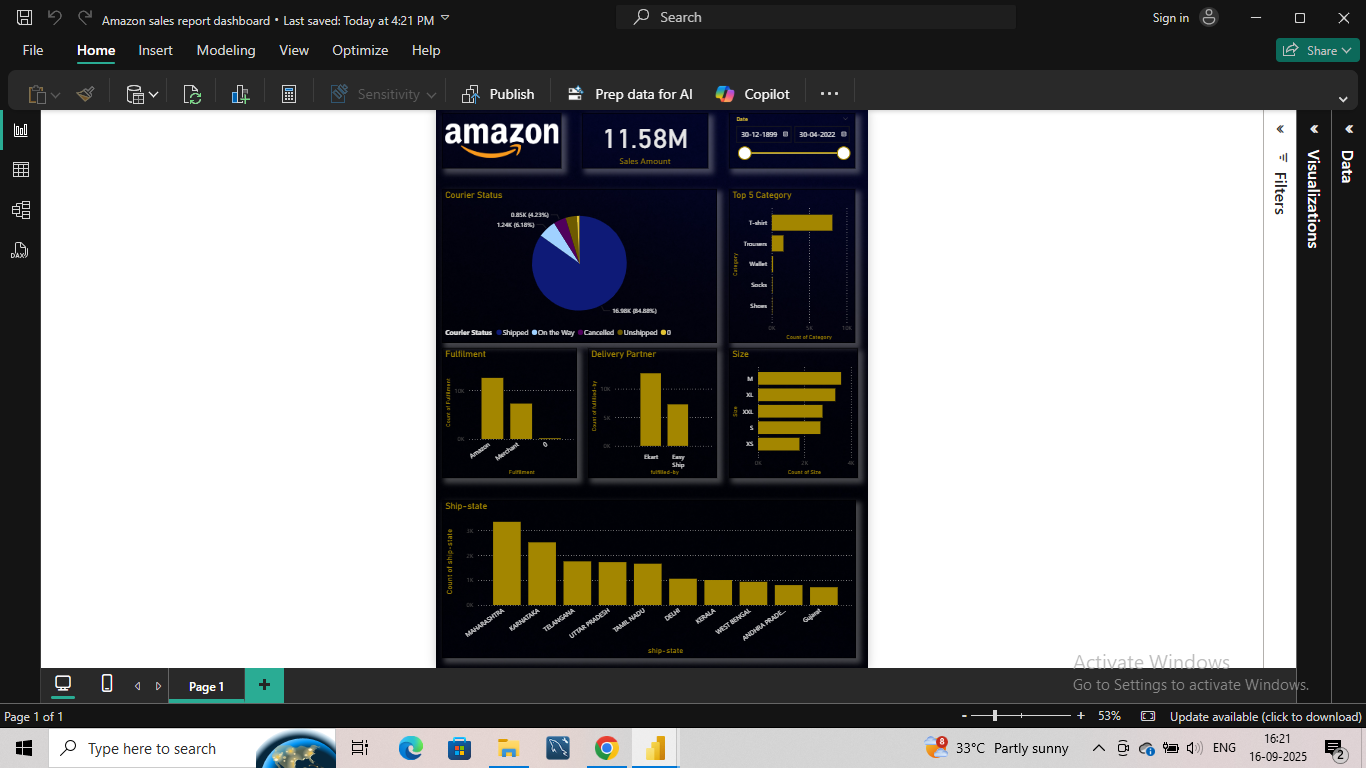 Amazon sales report dashboard • Last saved: Today at 4:21 PM
Search
Sign in
File Home Insert Modeling View Optimize Help
Share
Sensitivity
Publish
Prep data for AI
Copilot
amazon
11.58M
Sales Amount
Date
30-12-1899 30-04-2022
Courier Status
0.85K (4.23%)
1.24K (6.18%)
16.98K (84.88%)
Courier Status Shipped On the Way Cancelled Unshipped 0
Top 5 Category
Category
T-shirt
Trousers
Wallet
Socks
Shoes
0K 5K 10K
Count of Category
Fulfilment
Count of Fulfilment
10K
0K
Amazon Merchant 0
Fulfilment
Delivery Partner
Count of fulfilled-by
10K
5K
0K
Ekart Easy Ship
fulfilled-by
Size
Size
M
XL
XXL
S
XS
0K 2K 4K
Count of Size
Ship-state
Count of ship-state
3K
2K
1K
0K
MAHARASHTRA KARNATAKA TELANGANA UTTAR PRADESH TAMIL NADU DELHI KERALA WEST BENGAL ANDHRA PRADE... Gujarat
ship-state
Filters
Visualizations
Data
DAX
Activate Windows
Go to Settings to activate Windows.
Page 1
+
Page 1 of 1
- + 53%
Update available (click to download)
Type here to search
8
33°C Partly sunny
ENG
16:21
16-09-2025
2